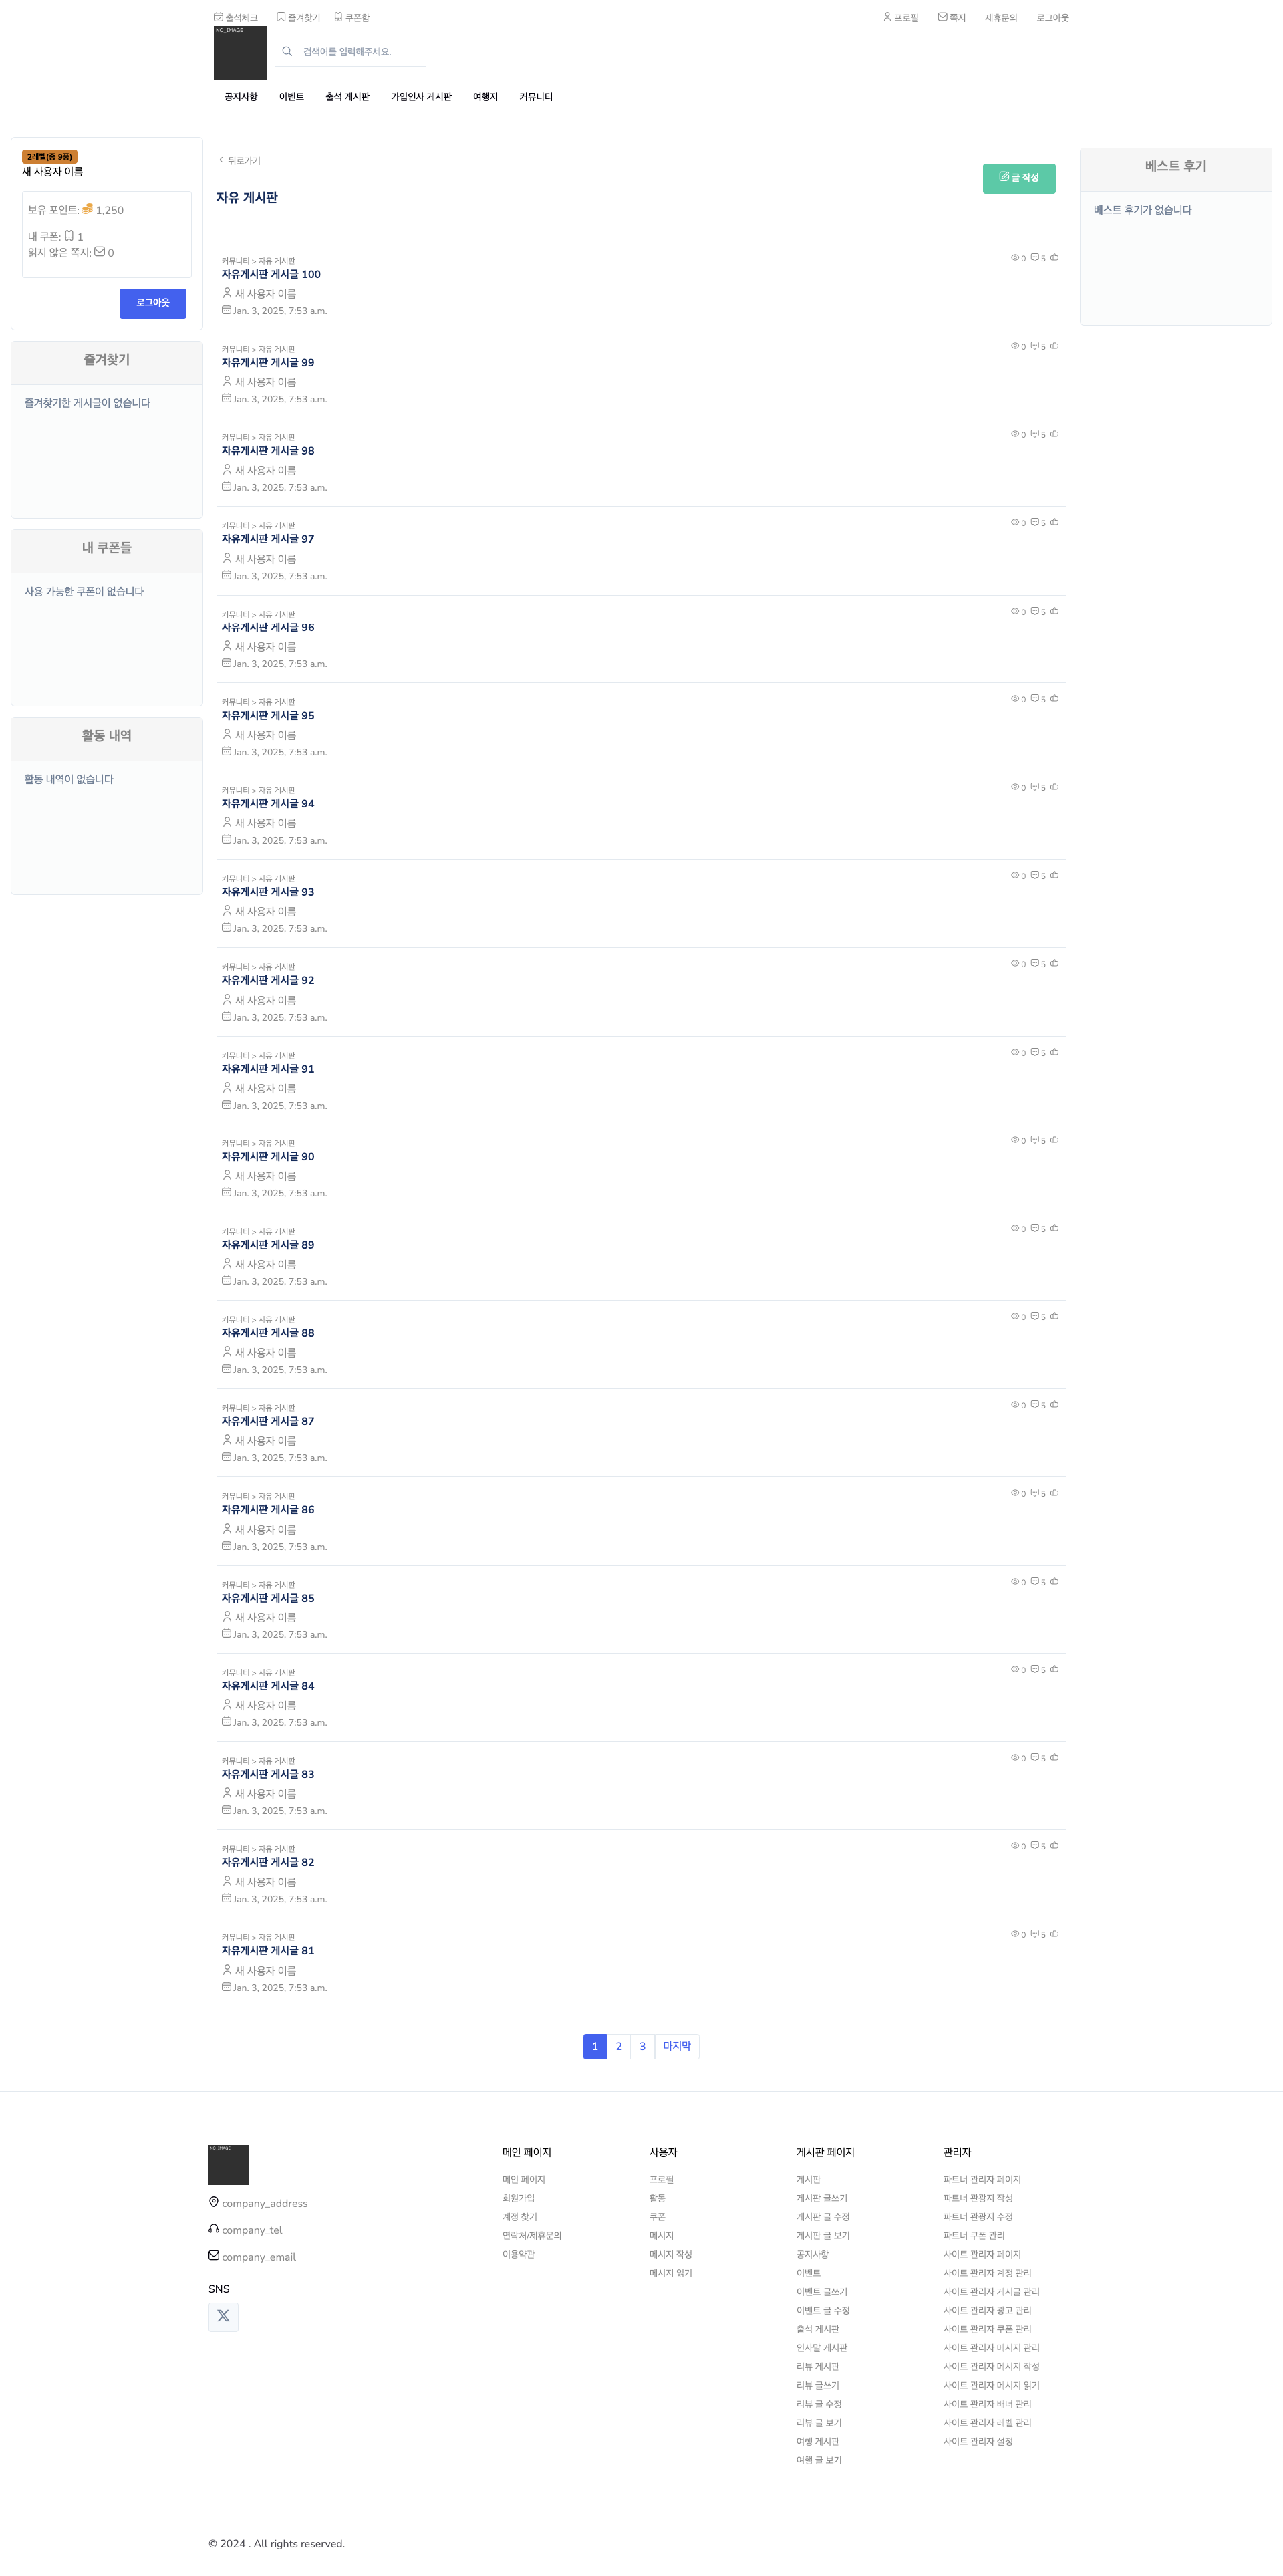 출석체크 즐겨찾기 쿠폰함 프로필 쪽지 제휴문의 로그아웃
NO_IMAGE
검색어를 입력해주세요.
공지사항 이벤트 출석 게시판 가입인사 게시판 여행지 커뮤니티
2레벨(종 9품)
새 사용자 이름
보유 포인트: 1,250
내 쿠폰: 1
읽지 않은 쪽지: 0
로그아웃
즐겨찾기
즐겨찾기한 게시글이 없습니다
내 쿠폰들
사용 가능한 쿠폰이 없습니다
활동 내역
활동 내역이 없습니다
뒤로가기
자유 게시판
글 작성
커뮤니티 > 자유 게시판
0 5
자유게시판 게시글 100
새 사용자 이름
Jan. 3, 2025, 7:53 a.m.
커뮤니티 > 자유 게시판
0 5
자유게시판 게시글 99
새 사용자 이름
Jan. 3, 2025, 7:53 a.m.
커뮤니티 > 자유 게시판
0 5
자유게시판 게시글 98
새 사용자 이름
Jan. 3, 2025, 7:53 a.m.
커뮤니티 > 자유 게시판
0 5
자유게시판 게시글 97
새 사용자 이름
Jan. 3, 2025, 7:53 a.m.
커뮤니티 > 자유 게시판
0 5
자유게시판 게시글 96
새 사용자 이름
Jan. 3, 2025, 7:53 a.m.
커뮤니티 > 자유 게시판
0 5
자유게시판 게시글 95
새 사용자 이름
Jan. 3, 2025, 7:53 a.m.
커뮤니티 > 자유 게시판
0 5
자유게시판 게시글 94
새 사용자 이름
Jan. 3, 2025, 7:53 a.m.
커뮤니티 > 자유 게시판
0 5
자유게시판 게시글 93
새 사용자 이름
Jan. 3, 2025, 7:53 a.m.
커뮤니티 > 자유 게시판
0 5
자유게시판 게시글 92
새 사용자 이름
Jan. 3, 2025, 7:53 a.m.
커뮤니티 > 자유 게시판
0 5
자유게시판 게시글 91
새 사용자 이름
Jan. 3, 2025, 7:53 a.m.
커뮤니티 > 자유 게시판
0 5
자유게시판 게시글 90
새 사용자 이름
Jan. 3, 2025, 7:53 a.m.
커뮤니티 > 자유 게시판
0 5
자유게시판 게시글 89
새 사용자 이름
Jan. 3, 2025, 7:53 a.m.
커뮤니티 > 자유 게시판
0 5
자유게시판 게시글 88
새 사용자 이름
Jan. 3, 2025, 7:53 a.m.
커뮤니티 > 자유 게시판
0 5
자유게시판 게시글 87
새 사용자 이름
Jan. 3, 2025, 7:53 a.m.
커뮤니티 > 자유 게시판
0 5
자유게시판 게시글 86
새 사용자 이름
Jan. 3, 2025, 7:53 a.m.
커뮤니티 > 자유 게시판
0 5
자유게시판 게시글 85
새 사용자 이름
Jan. 3, 2025, 7:53 a.m.
커뮤니티 > 자유 게시판
0 5
자유게시판 게시글 84
새 사용자 이름
Jan. 3, 2025, 7:53 a.m.
커뮤니티 > 자유 게시판
0 5
자유게시판 게시글 83
새 사용자 이름
Jan. 3, 2025, 7:53 a.m.
커뮤니티 > 자유 게시판
0 5
자유게시판 게시글 82
새 사용자 이름
Jan. 3, 2025, 7:53 a.m.
커뮤니티 > 자유 게시판
0 5
자유게시판 게시글 81
새 사용자 이름
Jan. 3, 2025, 7:53 a.m.
1 2 3 마지막
베스트 후기
베스트 후기가 없습니다
NO_IMAGE
company_address
company_tel
company_email
SNS
메인 페이지
메인 페이지
회원가입
계정 찾기
연락처/제휴문의
이용약관
사용자
프로필
활동
쿠폰
메시지
메시지 작성
메시지 읽기
게시판 페이지
게시판
게시판 글쓰기
게시판 글 수정
게시판 글 보기
공지사항
이벤트
이벤트 글쓰기
이벤트 글 수정
출석 게시판
인사말 게시판
리뷰 게시판
리뷰 글쓰기
리뷰 글 수정
리뷰 글 보기
여행 게시판
여행 글 보기
관리자
파트너 관리자 페이지
파트너 관광지 작성
파트너 관광지 수정
파트너 쿠폰 관리
사이트 관리자 페이지
사이트 관리자 계정 관리
사이트 관리자 게시글 관리
사이트 관리자 광고 관리
사이트 관리자 쿠폰 관리
사이트 관리자 메시지 관리
사이트 관리자 메시지 작성
사이트 관리자 메시지 읽기
사이트 관리자 배너 관리
사이트 관리자 레벨 관리
사이트 관리자 설정
© 2024 . All rights reserved.